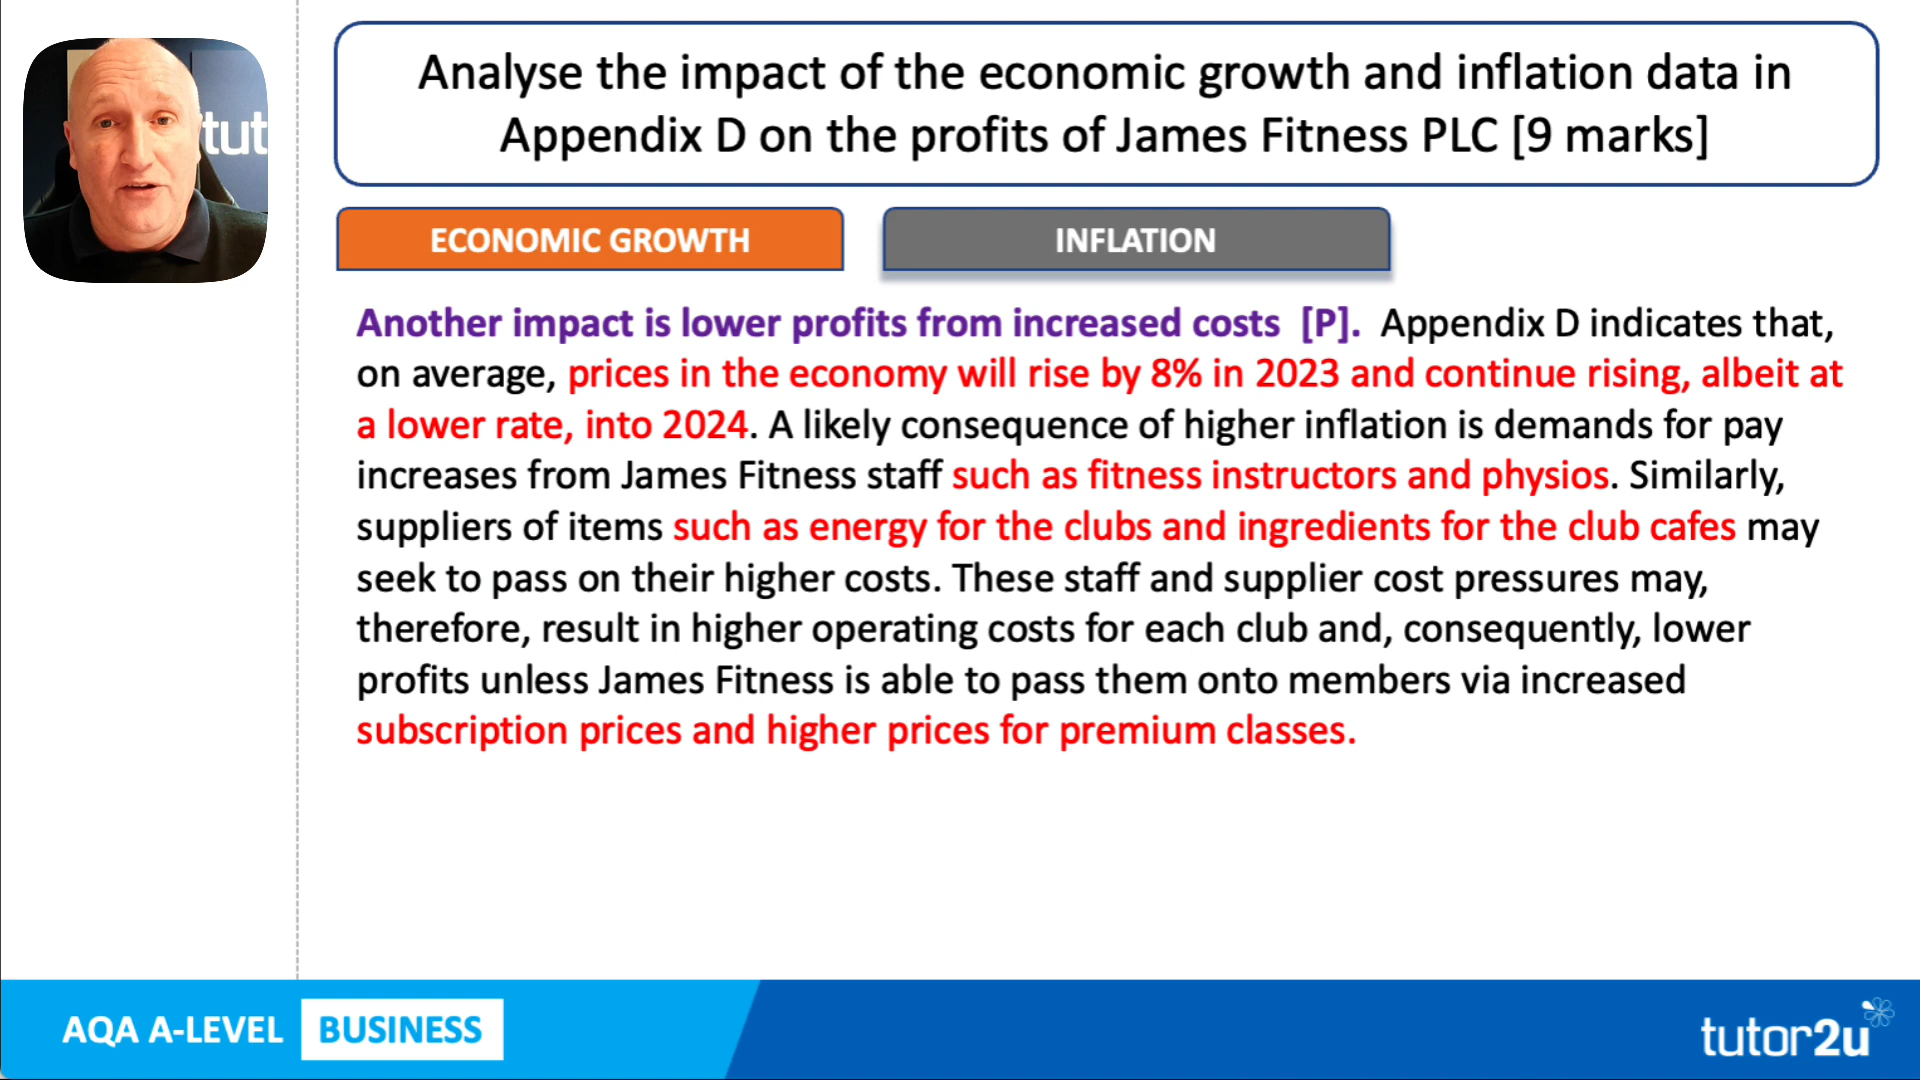 Analyse the impact of the economic growth and inflation data in
Appendix D on the profits of James Fitness PLC [9 marks]
tut
ECONOMIC GROWTH
INFLATION
Another impact is lower profits from increased costs [P]. Appendix D indicates that,
on average, prices in the economy will rise by 8% in 2023 and continue rising, albeit at
a lower rate, into 2024. A likely consequence of higher inflation is demands for pay
increases from James Fitness staff such as fitness instructors and physios. Similarly,
suppliers of items such as energy for the clubs and ingredients for the club cafes may
seek to pass on their higher costs. These staff and supplier cost pressures may,
therefore, result in higher operating costs for each club and, consequently, lower
profits unless James Fitness is able to pass them onto members via increased
subscription prices and higher prices for premium classes.
AQA A-LEVEL BUSINESS
tutor2u